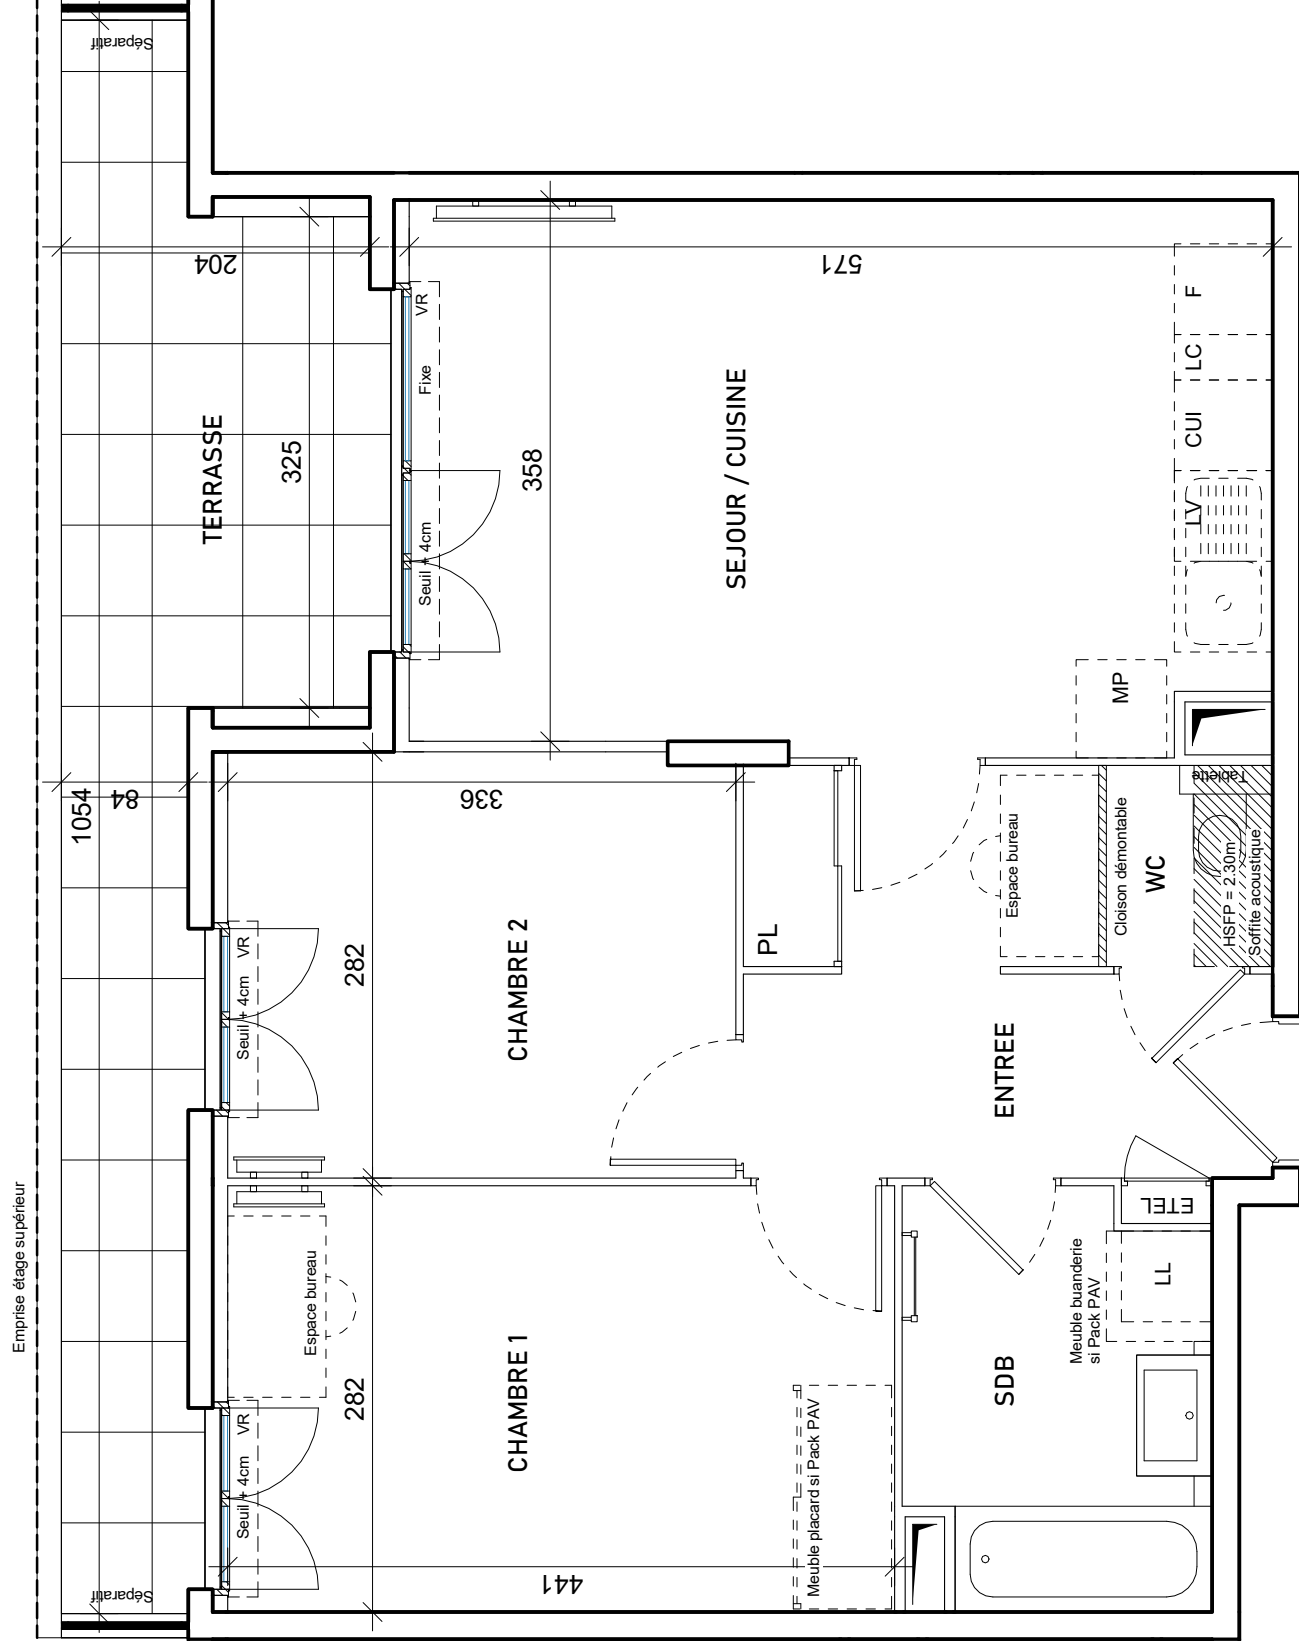 Séparatif
204
571
VR
Fixe
Seuil + 4cm
TERRASSE
325
358
SEJOUR / CUISINE
F
LC
CUI
LV
MP
1054
84
336
PL
Espace bureau
Cloison démontable
WC
Tablette
HSFP = 2.30m
Soffite acoustique
VR
Seuil + 4cm
282
CHAMBRE 2
ENTREE
ETEL
Emprise étage supérieur
Espace bureau
282
CHAMBRE 1
VR
Seuil + 4cm
Meuble placard si Pack PAV
SDB
Meuble buanderie
si Pack PAV
LL
441
Séparatif